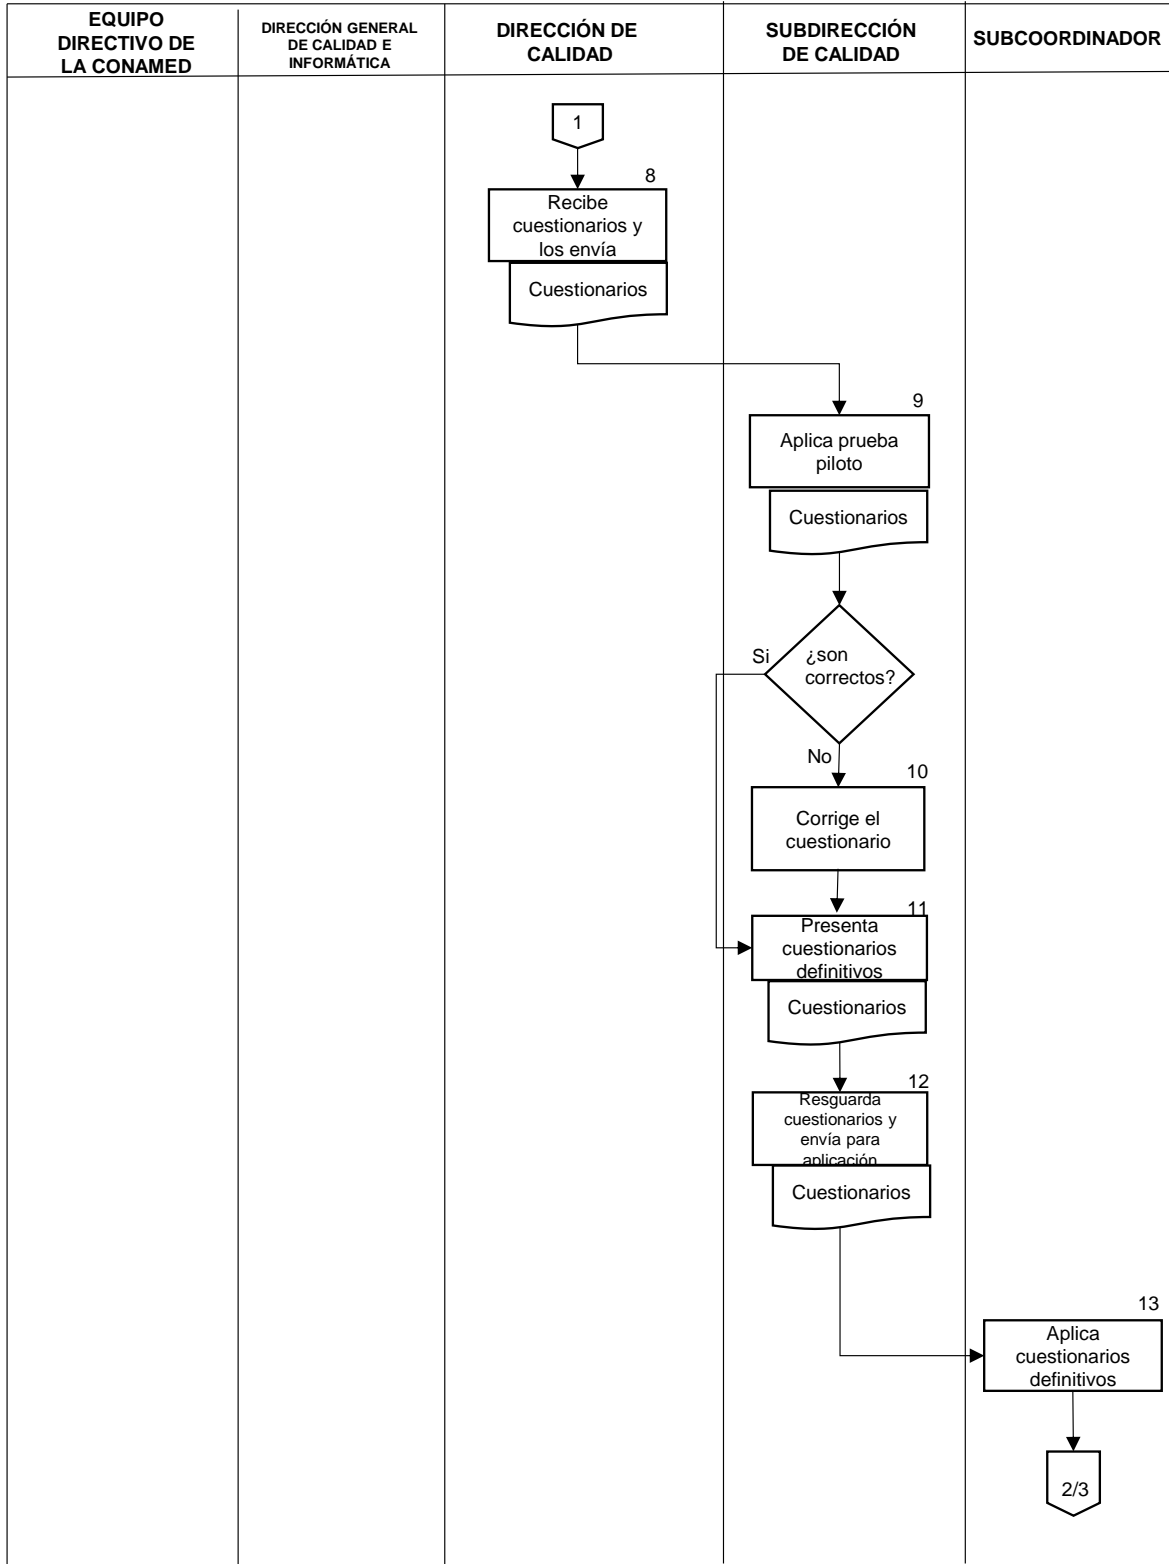 EQUIPO
DIRECTIVO DE
LA CONAMED
DIRECCIÓN GENERAL
DE CALIDAD E
INFORMÁTICA
DIRECCIÓN DE
CALIDAD
SUBDIRECCIÓN
DE CALIDAD
SUBCOORDINADOR
1
8
Recibe
cuestionarios y
los envía
Cuestionarios
9
Aplica prueba
piloto
Cuestionarios
¿son
correctos?
Si
No
10
Corrige el
cuestionario
11
Presenta
cuestionarios
definitivos
Cuestionarios
12
Resguarda
cuestionarios y
envía para
aplicación
Cuestionarios
13
Aplica
cuestionarios
definitivos
2/3